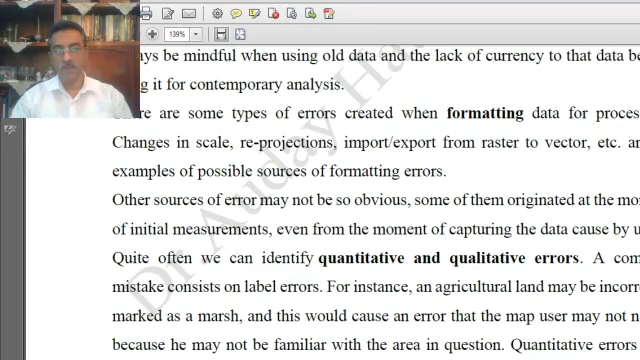 139%
ays be mindful when using old data and the lack of currency to that data be
ing it for contemporary analysis.
are some types of errors created when formatting data for proces
Changes in scale, re-projections, import/export from raster to vector, etc. ar
examples of possible sources of formatting errors.
Other sources of error may not be so obvious, some of them originated at the mo
of initial measurements, even from the moment of capturing the data cause by u
Quite often we can identify quantitative and qualitative errors. A com
mistake consists on label errors. For instance, an agricultural land may be incorre
marked as a marsh, and this would cause an error that the map user may not n
because he may not be familiar with the area in question. Quantitative errors
Dr Auday Ha